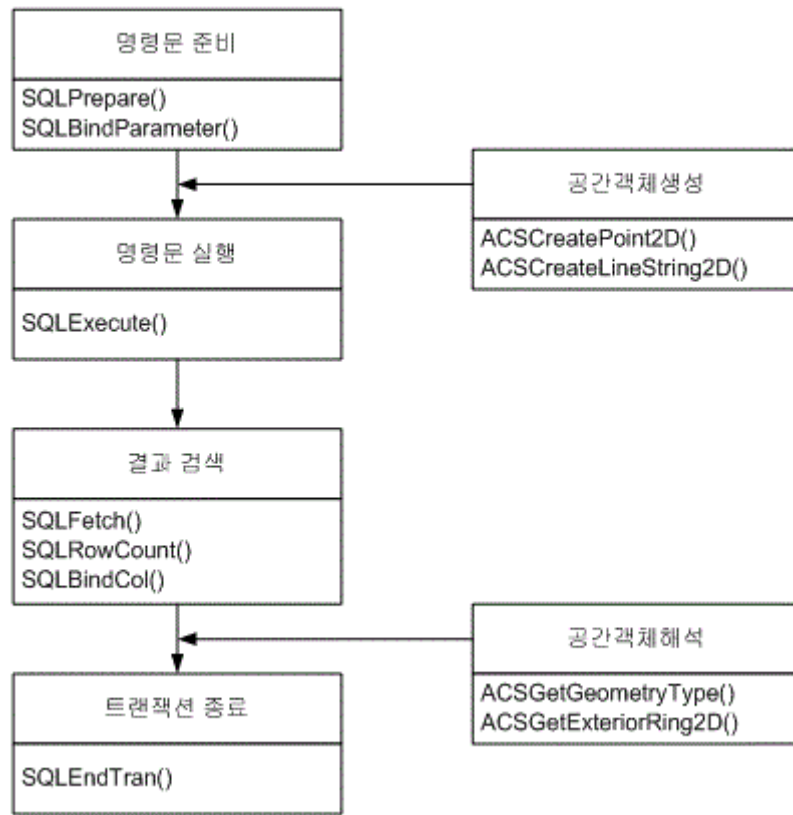 명령문 준비
SQLPrepare()
SQLBindParameter()
공간객체생성
ACSCreatePoint2D()
ACSCreateLineString2D()
명령문 실행
SQLExecute()
결과 검색
SQLFetch()
SQLRowCount()
SQLBindCol()
공간객체해석
ACSGetGeometryType()
ACSGetExteriorRing2D()
트랜잭션 종료
SQLEndTran()